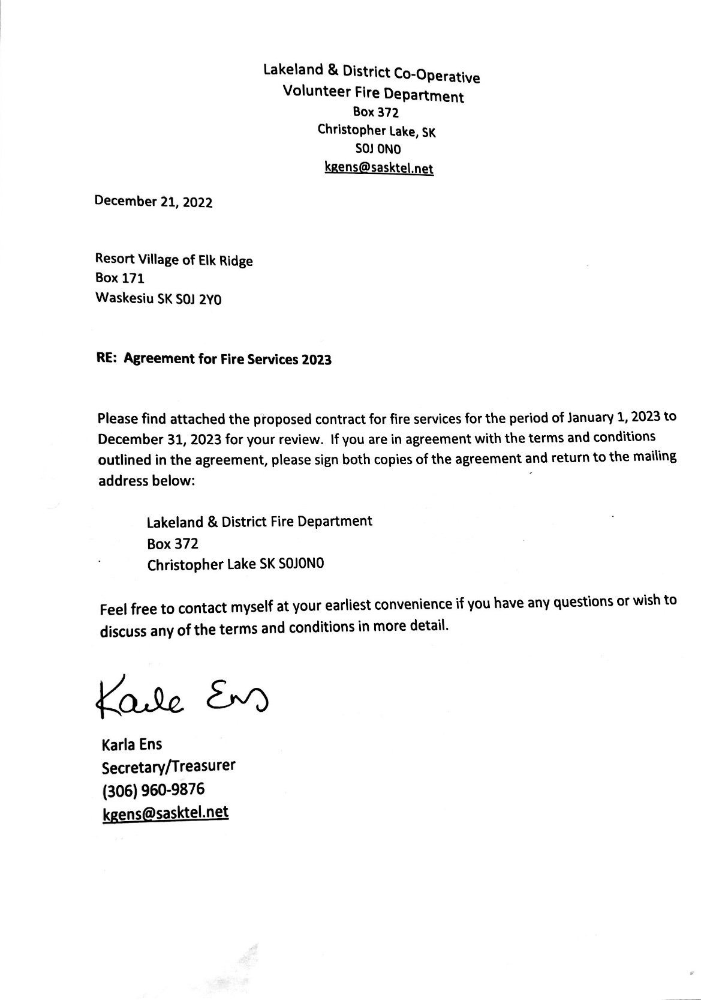 Lakeland & District Co-Operative
Volunteer Fire Department
Box 372
Christopher Lake, SK
S0J 0N0
kgens@sasktel.net
December 21, 2022
Resort Village of Elk Ridge
Box 171
Waskesiu SK S0J 2Y0
RE:  Agreement for Fire Services 2023
Please find attached the proposed contract for fire services for the period of January 1, 2023 to
December 31, 2023 for your review.  If you are in agreement with the terms and conditions
outlined in the agreement, please sign both copies of the agreement and return to the mailing
address below:
Lakeland & District Fire Department
Box 372
Christopher Lake SK S0J0N0
Feel free to contact myself at your earliest convenience if you have any questions or wish to
discuss any of the terms and conditions in more detail.
Karla Ens
Karla Ens
Secretary/Treasurer
(306) 960-9876
kgens@sasktel.net